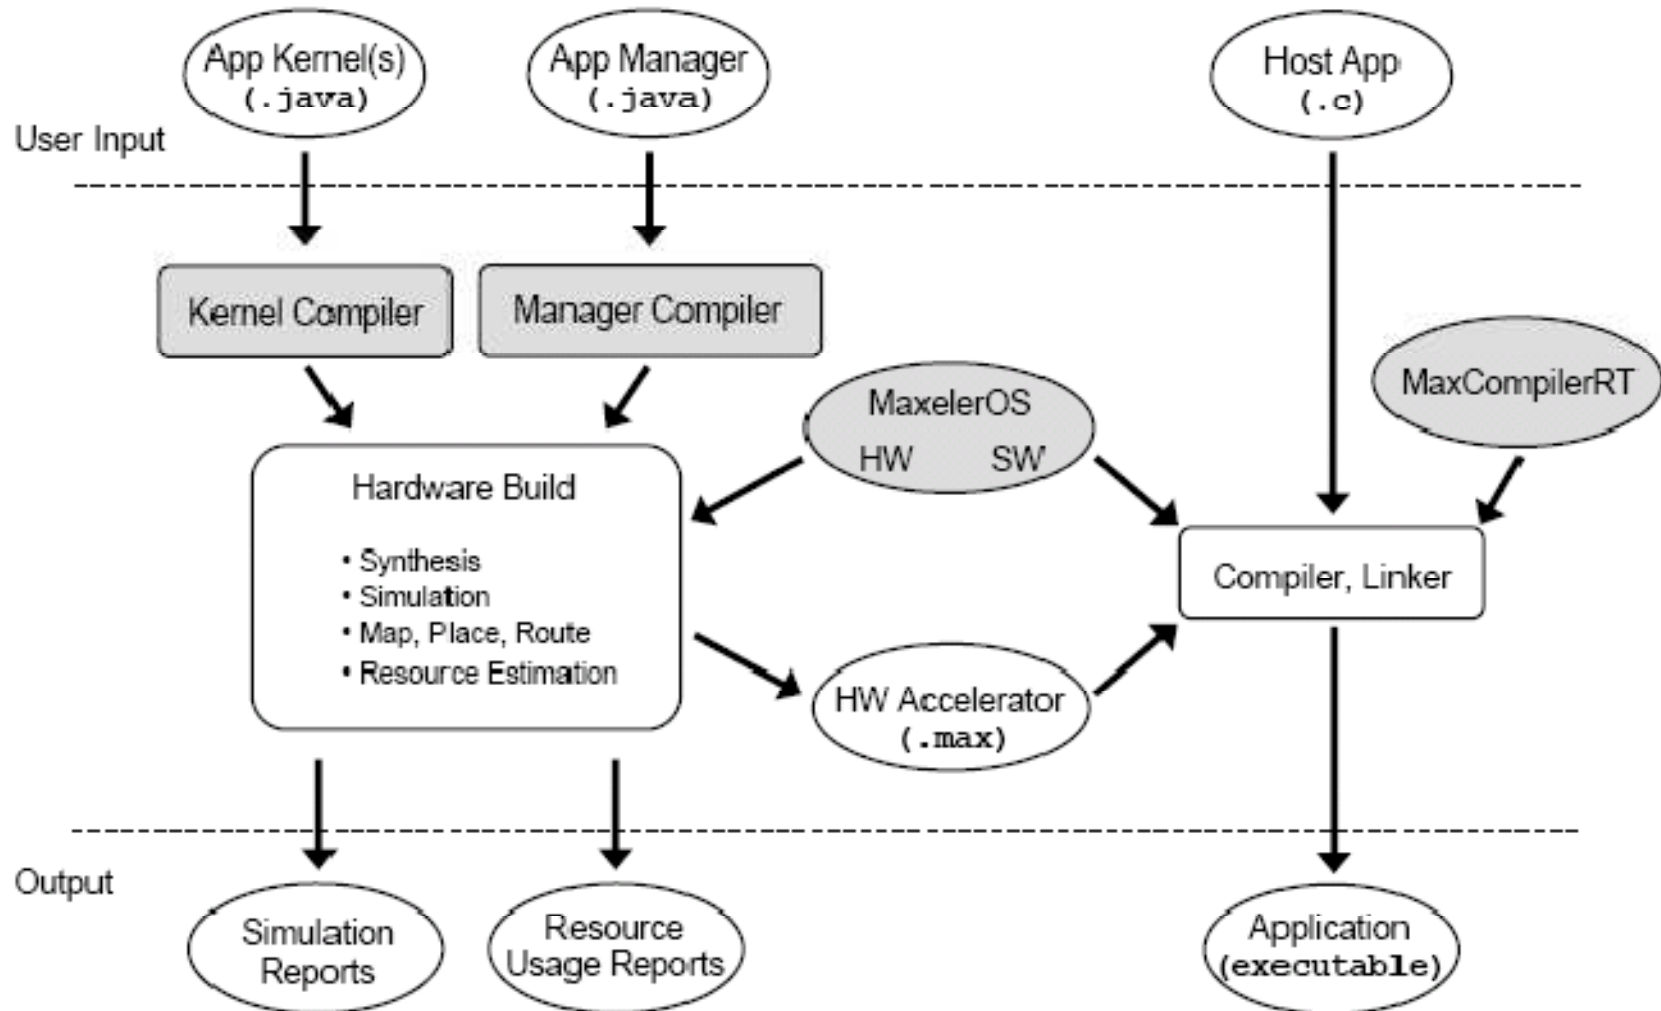 App Kernel(s)
(.java)
App Manager
(.java)
Host App
(.c)
User Input
Kernel Compiler
Manager Compiler
MaxelerOS
HW SW
MaxCompilerRT
Hardware Build
• Synthesis
• Simulation
• Map, Place, Route
• Resource Estimation
Compiler, Linker
HW Accelerator
(.max)
Output
Simulation
Reports
Resource
Usage Reports
Application
(executable)